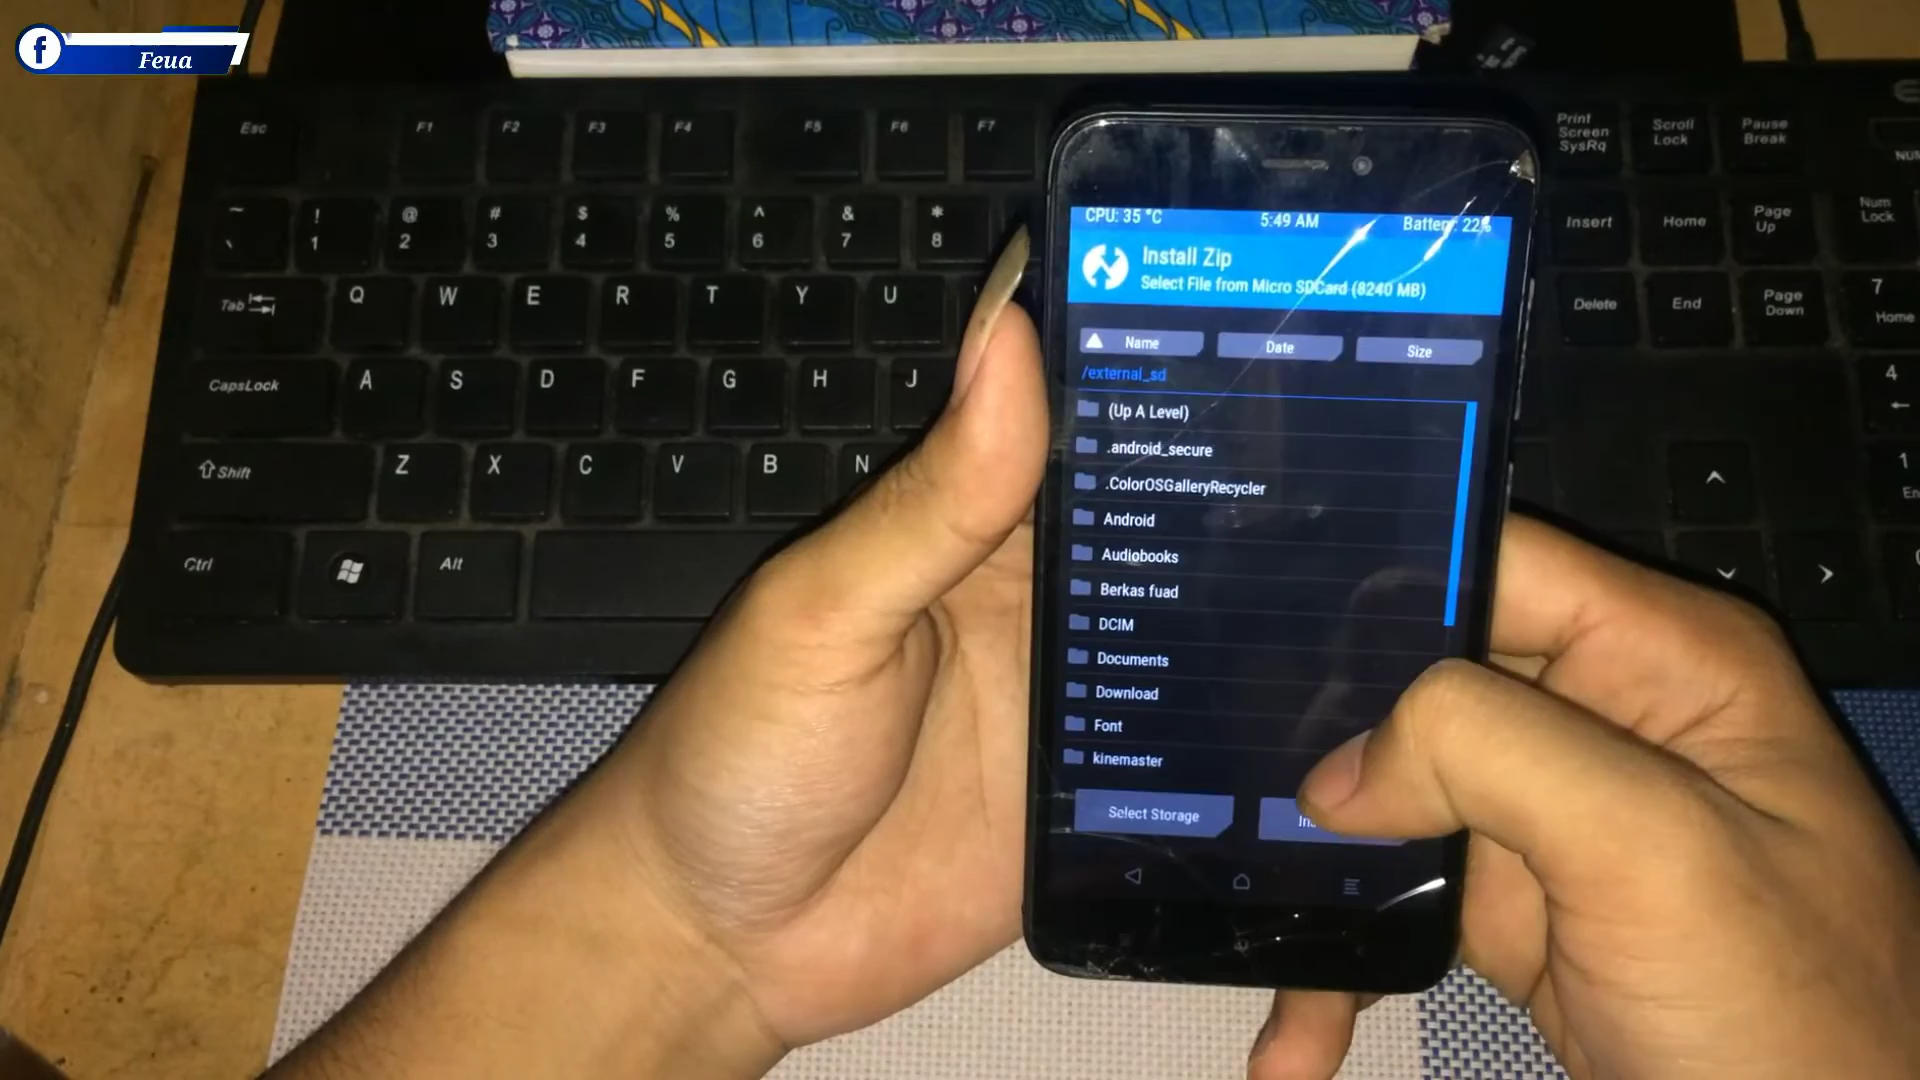 f Feua
Esc F1 F2 F3 F4 F5 F6 F7
Print Screen SysRq
Scroll Lock
Pause Break
~ ` ! 1 @ 2 # 3 $ 4 % 5 ^ 6 & 7 * 8
Insert Home Page Up Num Lock
Tab Q W E R T Y U
Delete End Page Down 7 Home
CapsLock A S D F G H J
4
Shift Z X C V B N
1
Ctrl Alt
CPU: 35 °C 5:49 AM Battery: 22%
Install Zip
Select File from Micro SDCard (8240 MB)
Name Date Size
/external_sd
(Up A Level)
.android_secure
.ColorOSGalleryRecycler
Android
Audiobooks
Berkas fuad
DCIM
Documents
Download
Font
kinemaster
Select Storage